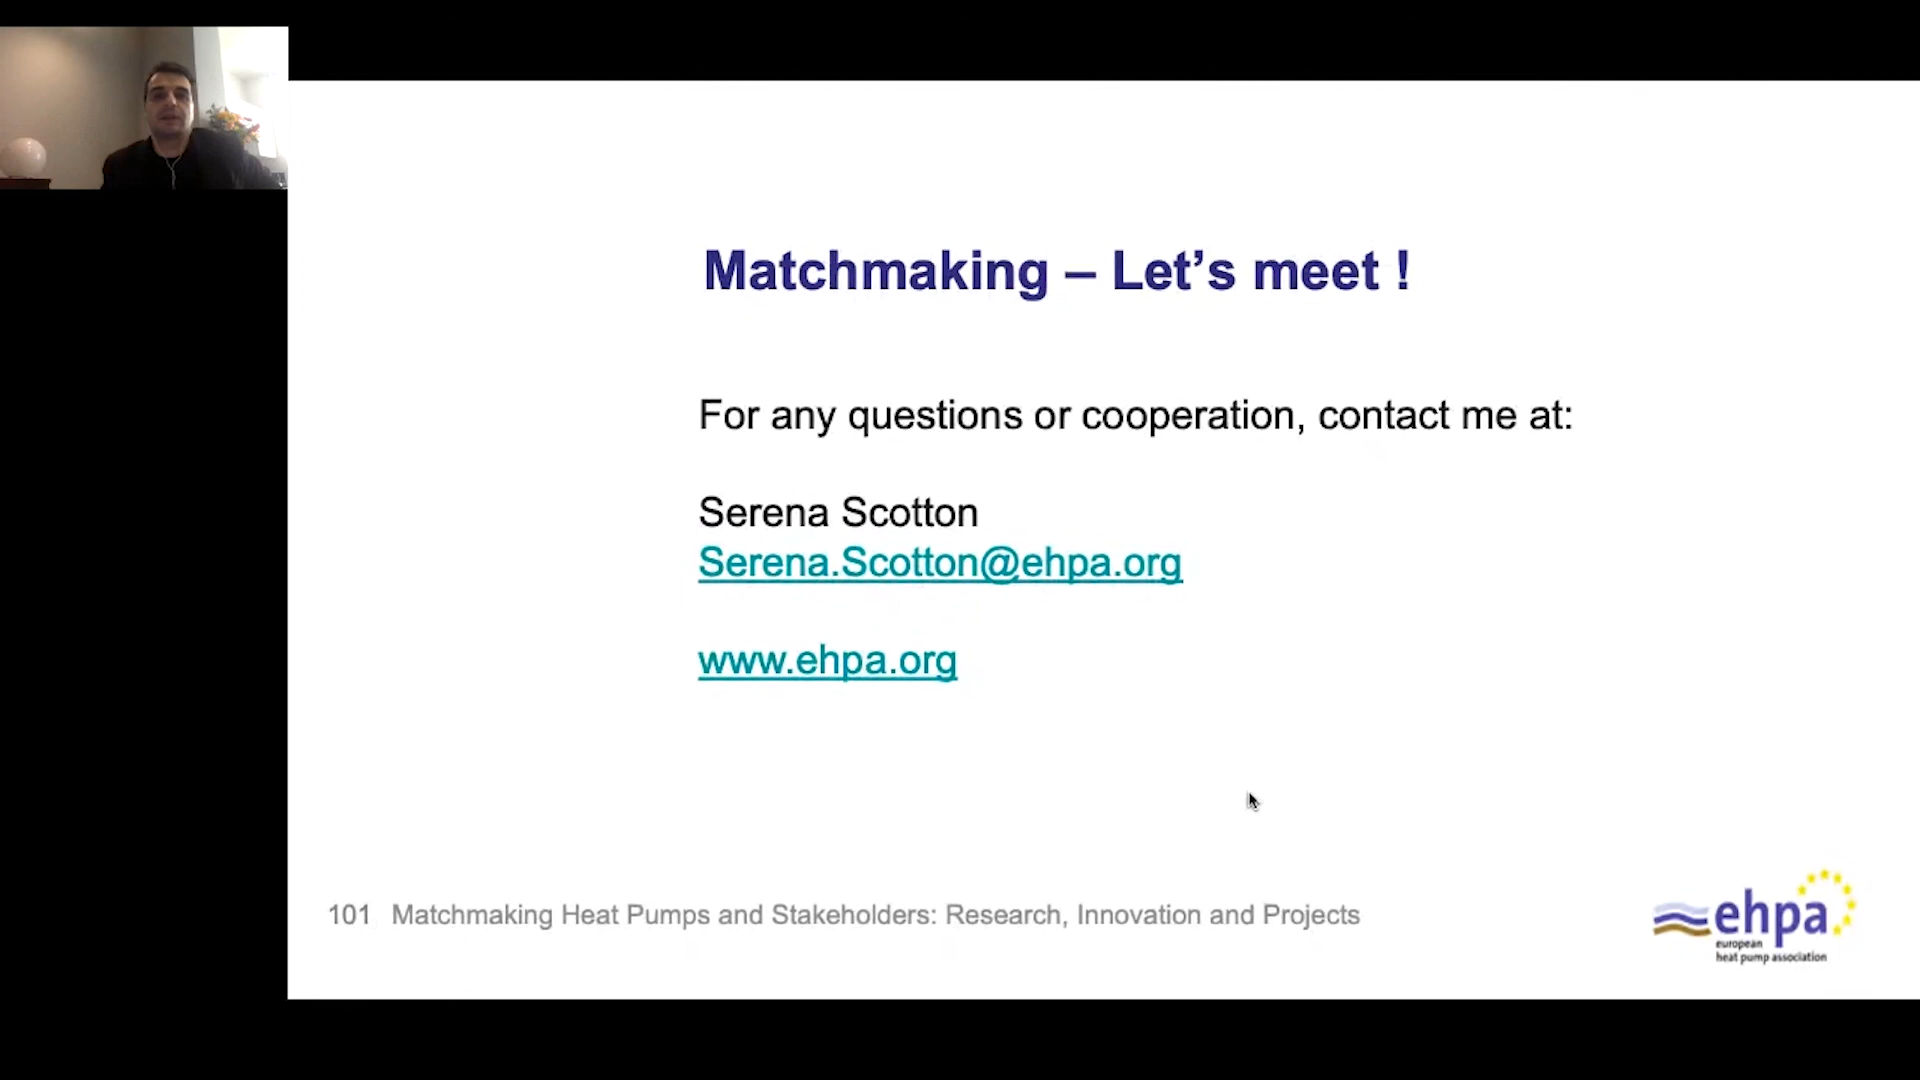 Matchmaking – Let’s meet !
For any questions or cooperation, contact me at:
Serena Scotton
Serena.Scotton@ehpa.org
www.ehpa.org
101 Matchmaking Heat Pumps and Stakeholders: Research, Innovation and Projects
ehpa
european
heat pump association